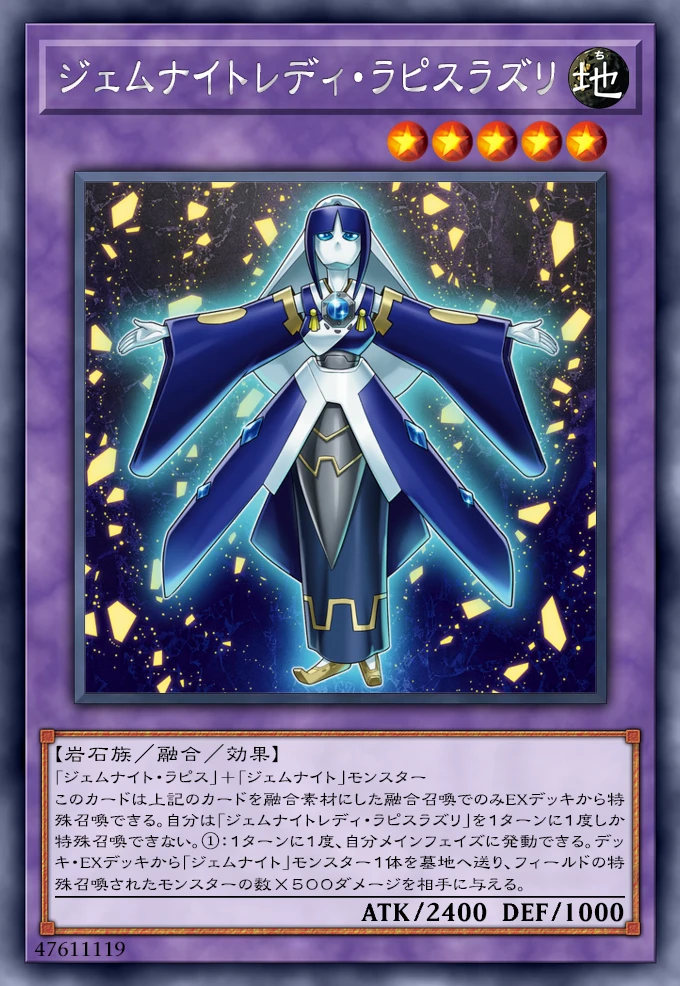 ジェムナイトレディ・ラピスラズリ
ち
地
【岩石族／融合／効果】
「ジェムナイト・ラピス」＋「ジェムナイト」モンスター
このカードは上記のカードを融合素材にした融合召喚でのみEXデッキから特
殊召喚できる。自分は「ジェムナイトレディ・ラピスラズリ」を1ターンに1度しか
特殊召喚できない。①：1ターンに1度、自分メインフェイズに発動できる。デッ
キ・EXデッキから「ジェムナイト」モンスター1体を墓地へ送り、フィールドの特
殊召喚されたモンスターの数×500ダメージを相手に与える。
ATK/2400 DEF/1000
47611119